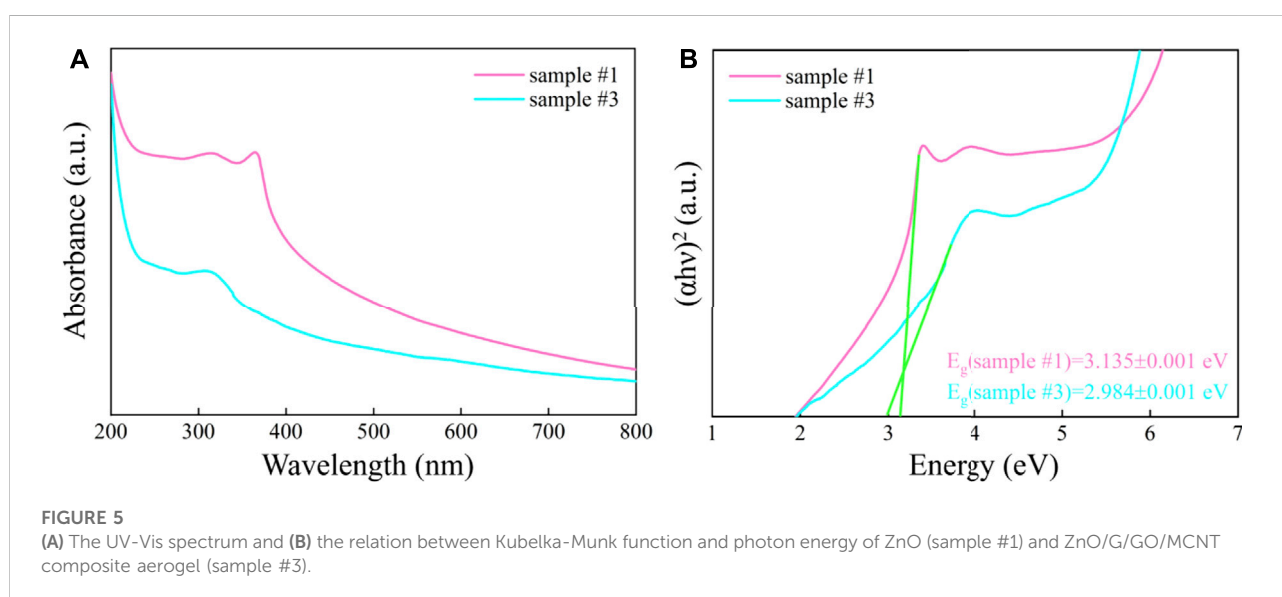 A
sample #1
sample #3
Absorbance (a.u.)
200 300 400 500 600 700 800
Wavelength (nm)
B
sample #1
sample #3
(αhν)² (a.u.)
E_g(sample #1)=3.135±0.001 eV
E_g(sample #3)=2.984±0.001 eV
1 2 3 4 5 6 7
Energy (eV)
FIGURE 5
(A) The UV-Vis spectrum and (B) the relation between Kubelka-Munk function and photon energy of ZnO (sample #1) and ZnO/G/GO/MCNT
composite aerogel (sample #3).